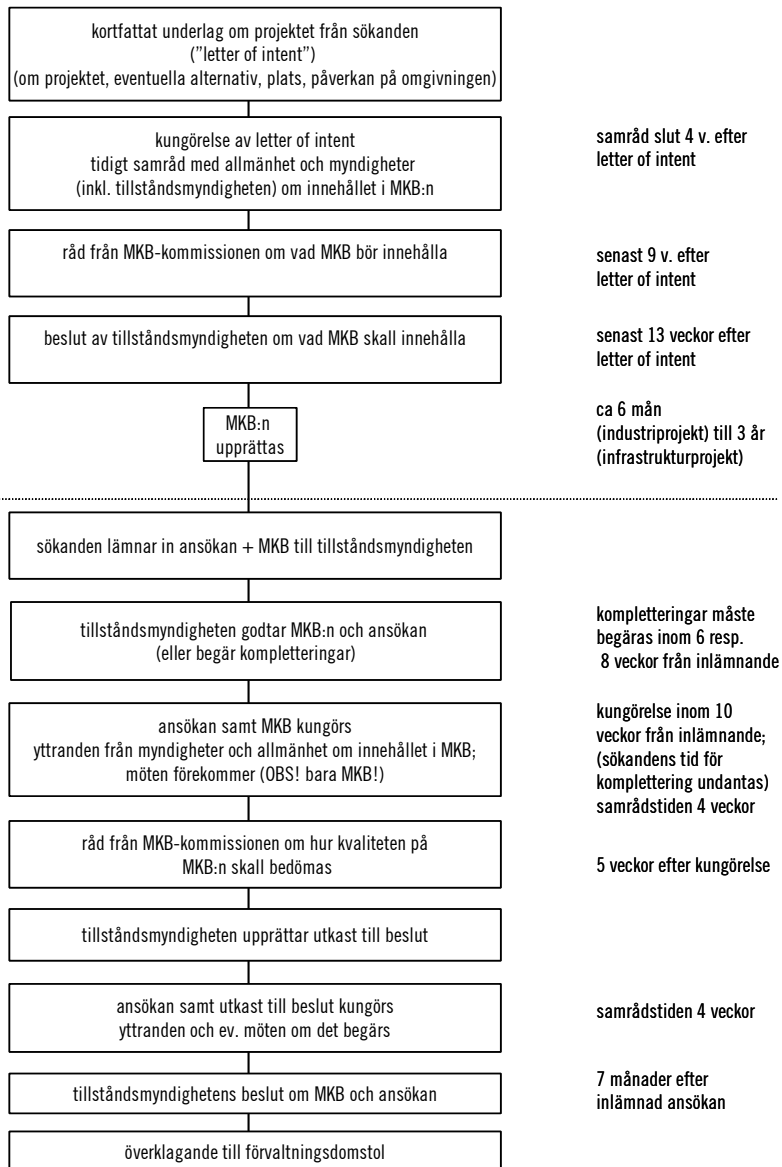 kortfattat underlag om projektet från sökanden
("letter of intent")
(om projektet, eventuella alternativ, plats, påverkan på omgivningen)
kungörelse av letter of intent
tidigt samråd med allmänhet och myndigheter
(inkl. tillståndsmyndigheten) om innehållet i MKB:n
samråd slut 4 v. efter
letter of intent
råd från MKB-kommissionen om vad MKB bör innehålla
senast 9 v. efter
letter of intent
beslut av tillståndsmyndigheten om vad MKB skall innehålla
senast 13 veckor efter
letter of intent
MKB:n
upprättas
ca 6 mån
(industriprojekt) till 3 år
(infrastrukturprojekt)
sökanden lämnar in ansökan + MKB till tillståndsmyndigheten
tillståndsmyndigheten godtar MKB:n och ansökan
(eller begär kompletteringar)
kompletteringar måste
begäras inom 6 resp.
8 veckor från inlämnande
ansökan samt MKB kungörs
yttranden från myndigheter och allmänhet om innehållet i MKB;
möten förekommer (OBS! bara MKB!)
kungörelse inom 10
veckor från inlämnande;
(sökandens tid för
komplettering undantas)
samrådstiden 4 veckor
råd från MKB-kommissionen om hur kvaliteten på
MKB:n skall bedömas
5 veckor efter kungörelse
tillståndsmyndigheten upprättar utkast till beslut
ansökan samt utkast till beslut kungörs
yttranden och ev. möten om det begärs
samrådstiden 4 veckor
tillståndsmyndighetens beslut om MKB och ansökan
7 månader efter
inlämnad ansökan
överklagande till förvaltningsdomstol